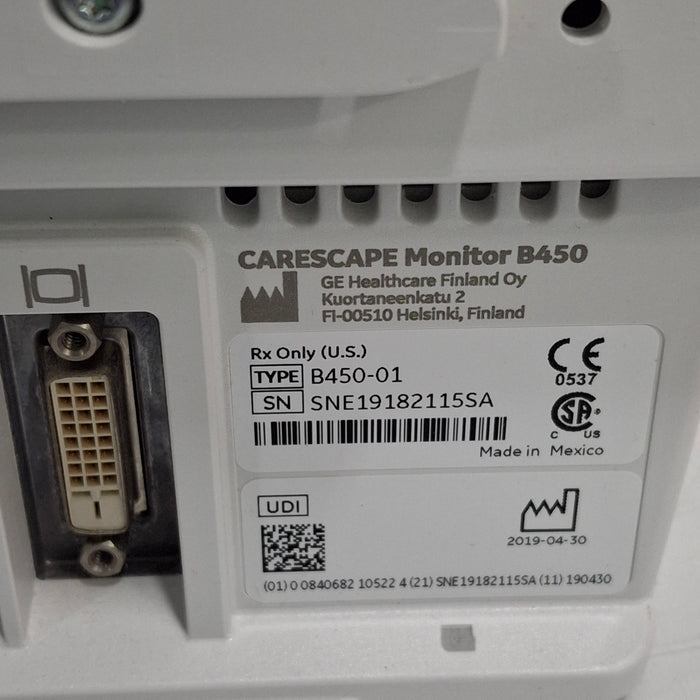 CARESCAPE Monitor B450
GE Healthcare Finland Oy
Kuortaneenkatu 2
FI-00510 Helsinki, Finland
Rx Only (U.S.)
TYPE B450-01
SN SNE19182115SA
CE
0537
CSA
C US
Made in Mexico
UDI
2019-04-30
(01) 0 0840682 10522 4 (21) SNE19182115SA (11) 190430